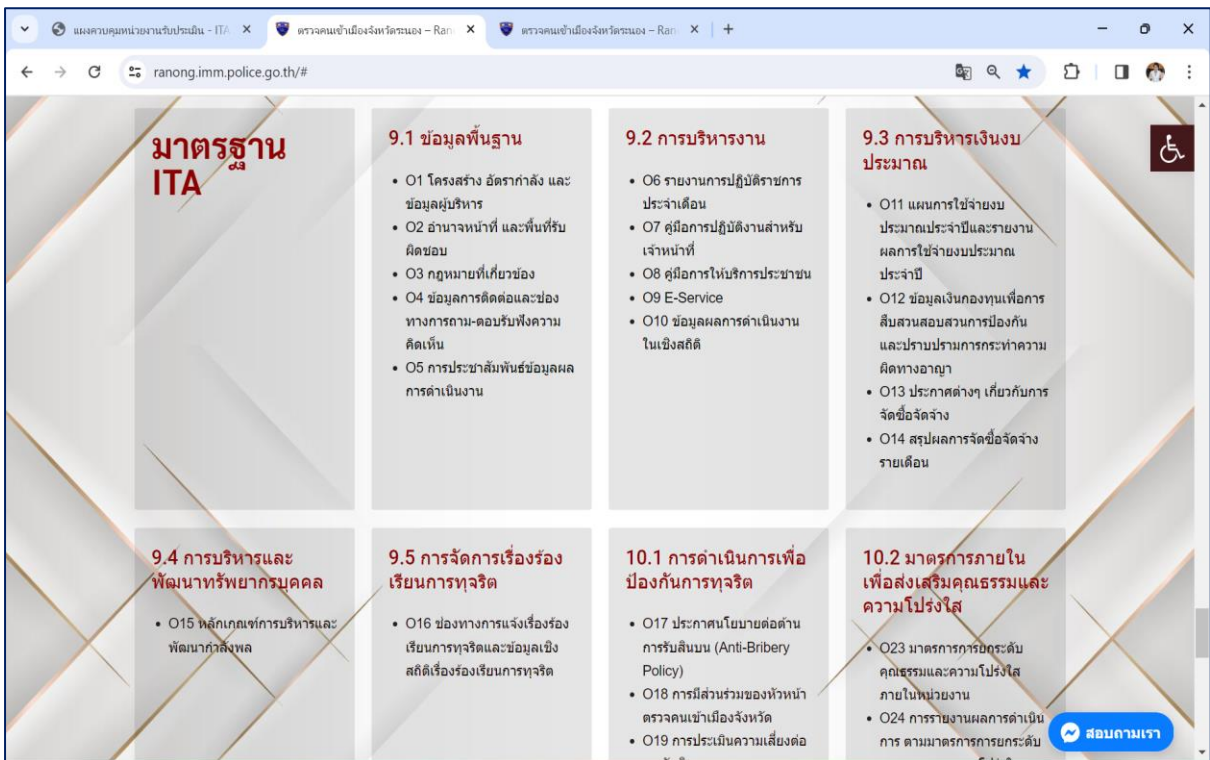 แผงควบคุมหน่วยงานรับประเมิน - ITA
ตรวจคนเข้าเมืองจังหวัดระนอง – Ran
ตรวจคนเข้าเมืองจังหวัดระนอง – Ran
ranong.imm.police.go.th/#
มาตรฐาน
ITA
9.1 ข้อมูลพื้นฐาน
• O1 โครงสร้าง อัตรากำลัง และ
ข้อมูลผู้บริหาร
• O2 อำนาจหน้าที่ และพื้นที่รับ
ผิดชอบ
• O3 กฎหมายที่เกี่ยวข้อง
• O4 ข้อมูลการติดต่อและช่อง
ทางการถาม-ตอบรับฟังความ
คิดเห็น
• O5 การประชาสัมพันธ์ข้อมูลผล
การดำเนินงาน
9.2 การบริหารงาน
• O6 รายงานการปฏิบัติราชการ
ประจำเดือน
• O7 คู่มือการปฏิบัติงานสำหรับ
เจ้าหน้าที่
• O8 คู่มือการให้บริการประชาชน
• O9 E-Service
• O10 ข้อมูลผลการดำเนินงาน
ในเชิงสถิติ
9.3 การบริหารเงินงบ
ประมาณ
• O11 แผนการใช้จ่ายงบ
ประมาณประจำปีและรายงาน
ผลการใช้จ่ายงบประมาณ
ประจำปี
• O12 ข้อมูลเงินกองทุนเพื่อการ
สืบสวนสอบสวนการป้องกัน
และปราบปรามการกระทำความ
ผิดทางอาญา
• O13 ประกาศต่างๆ เกี่ยวกับการ
จัดซื้อจัดจ้าง
• O14 สรุปผลการจัดซื้อจัดจ้าง
รายเดือน
9.4 การบริหารและ
พัฒนาทรัพยากรบุคคล
• O15 หลักเกณฑ์การบริหารและ
พัฒนากำลังพล
9.5 การจัดการเรื่องร้อง
เรียนการทุจริต
• O16 ช่องทางการแจ้งเรื่องร้อง
เรียนการทุจริตและข้อมูลเชิง
สถิติเรื่องร้องเรียนการทุจริต
10.1 การดำเนินการเพื่อ
ป้องกันการทุจริต
• O17 ประกาศนโยบายต่อต้าน
การรับสินบน (Anti-Bribery
Policy)
• O18 การมีส่วนร่วมของหัวหน้า
ตรวจคนเข้าเมืองจังหวัด
• O19 การประเมินความเสี่ยงต่อ
10.2 มาตรการภายใน
เพื่อส่งเสริมคุณธรรมและ
ความโปร่งใส
• O23 มาตรการการยกระดับ
คุณธรรมและความโปร่งใส
ภายในหน่วยงาน
• O24 การรายงานผลการดำเนิน
การ ตามมาตรการการยกระดับ
สอบถามเรา